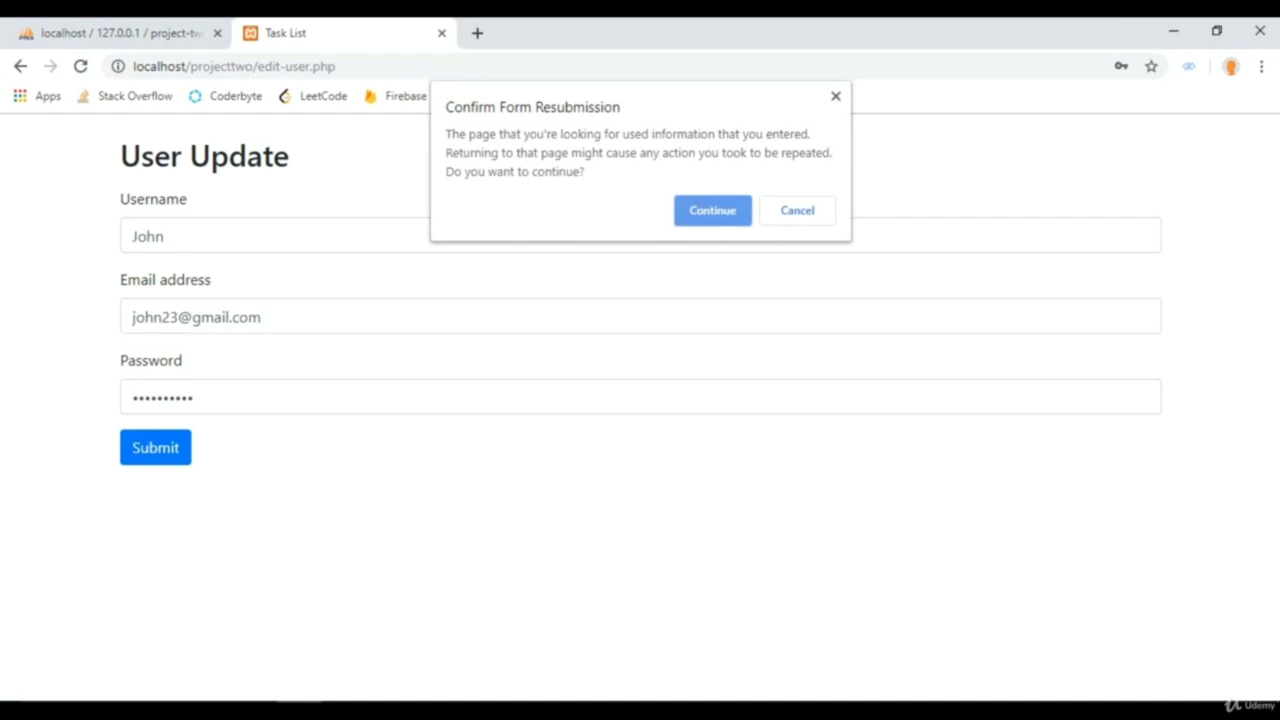 localhost / 127.0.0.1 / project-tw
Task List
localhost/projecttwo/edit-user.php
Apps
Stack Overflow
Coderbyte
LeetCode
Firebase
Confirm Form Resubmission
The page that you're looking for used information that you entered.
Returning to that page might cause any action you took to be repeated.
Do you want to continue?
Continue
Cancel
User Update
Username
John
Email address
john23@gmail.com
Password
••••••••••
Submit
Udemy